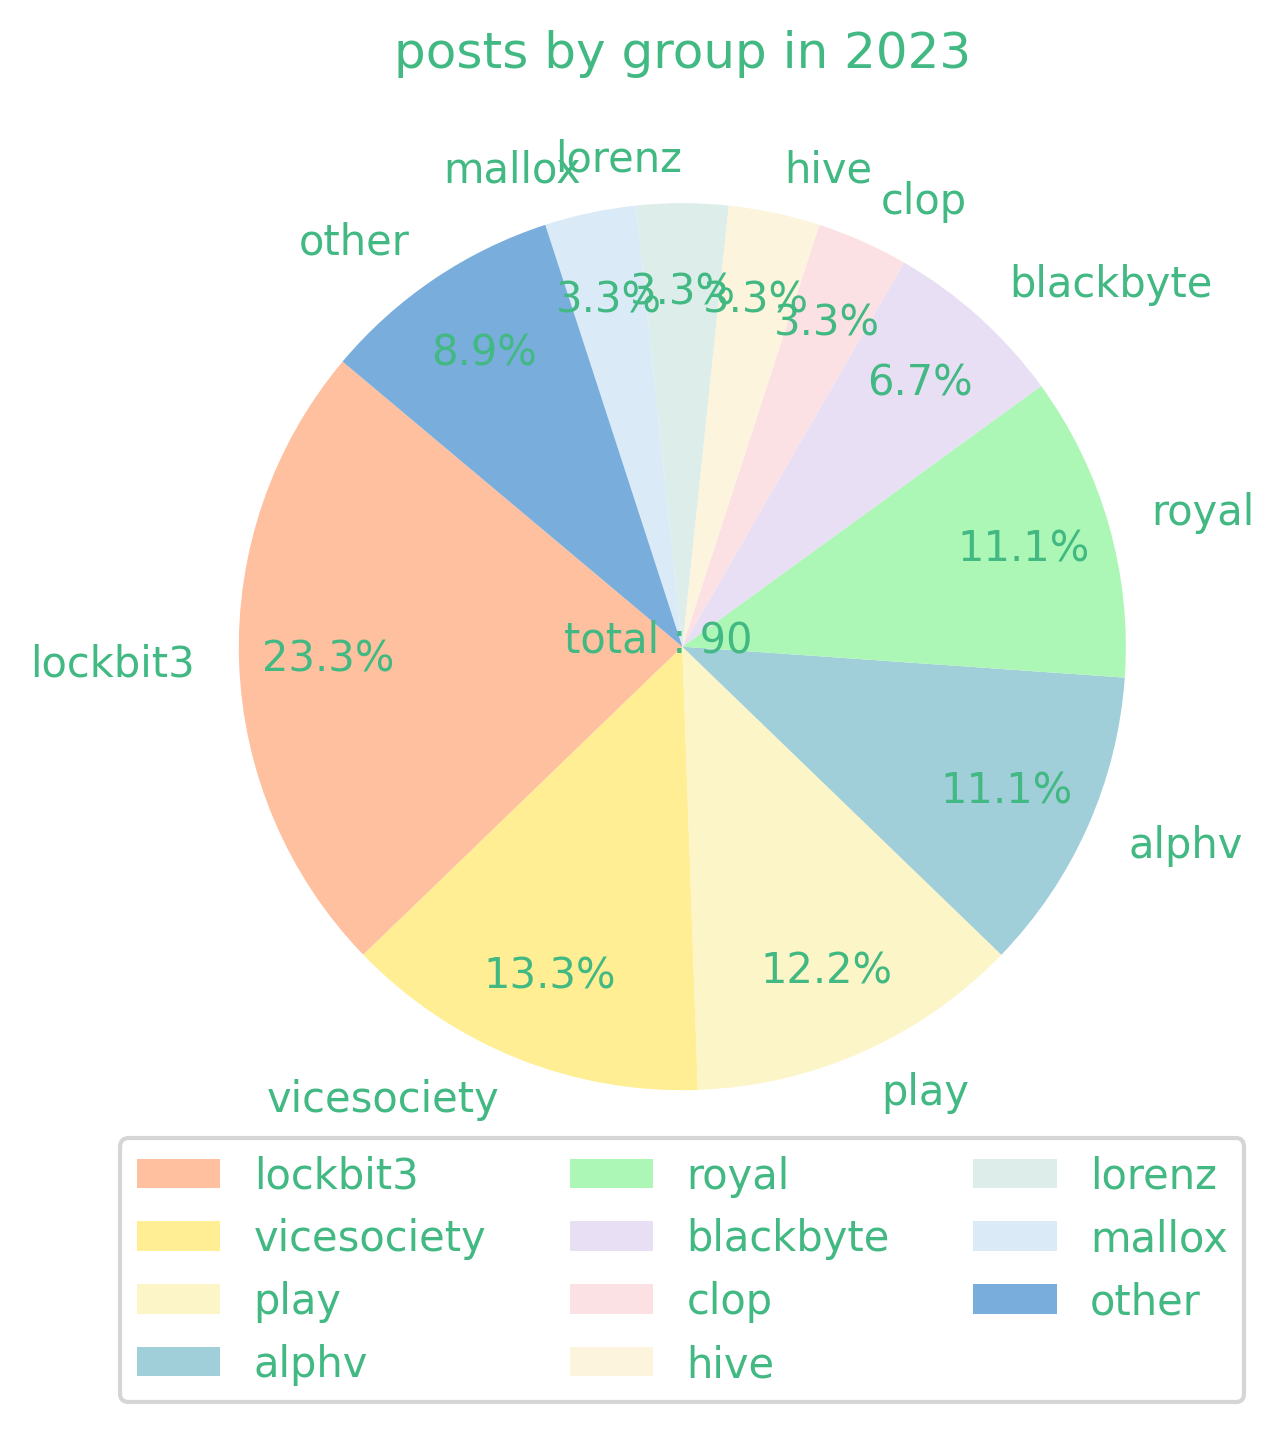 posts by group in 2023
lorenz
mallox
hive
clop
other
blackbyte
3.3%
3.3%
3.3%
3.3%
8.9%
6.7%
royal
11.1%
total : 90
lockbit3
23.3%
11.1%
alphv
12.2%
13.3%
play
vicesociety
lockbit3
vicesociety
play
alphv
royal
blackbyte
clop
hive
lorenz
mallox
other